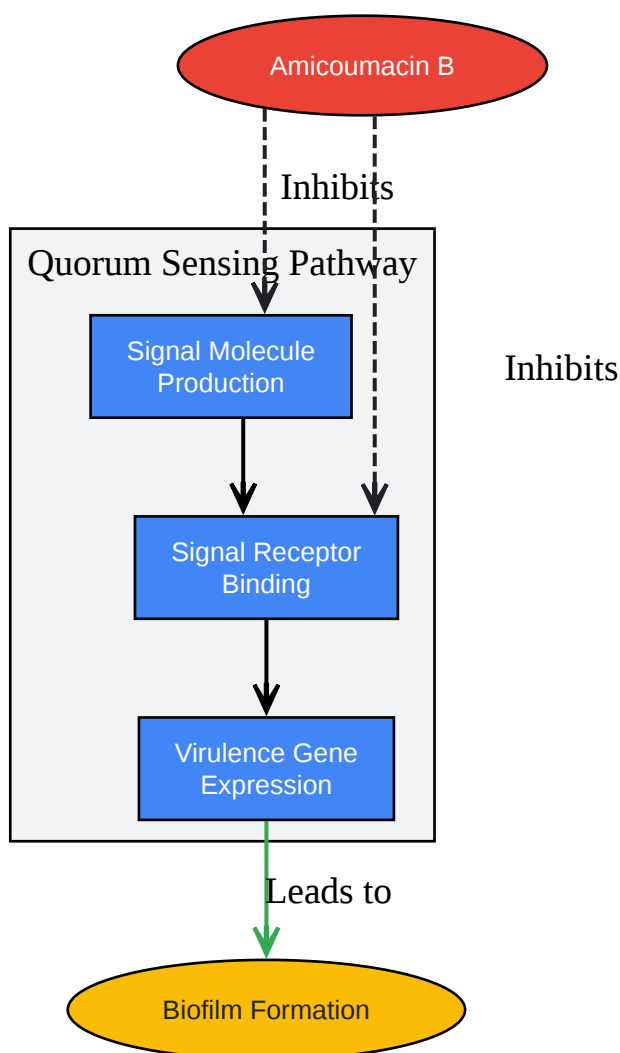 Amicoumacin B
Inhibits
Quorum Sensing Pathway
Signal Molecule
Production
Inhibits
Signal Receptor
Binding
Virulence Gene
Expression
Leads to
Biofilm Formation